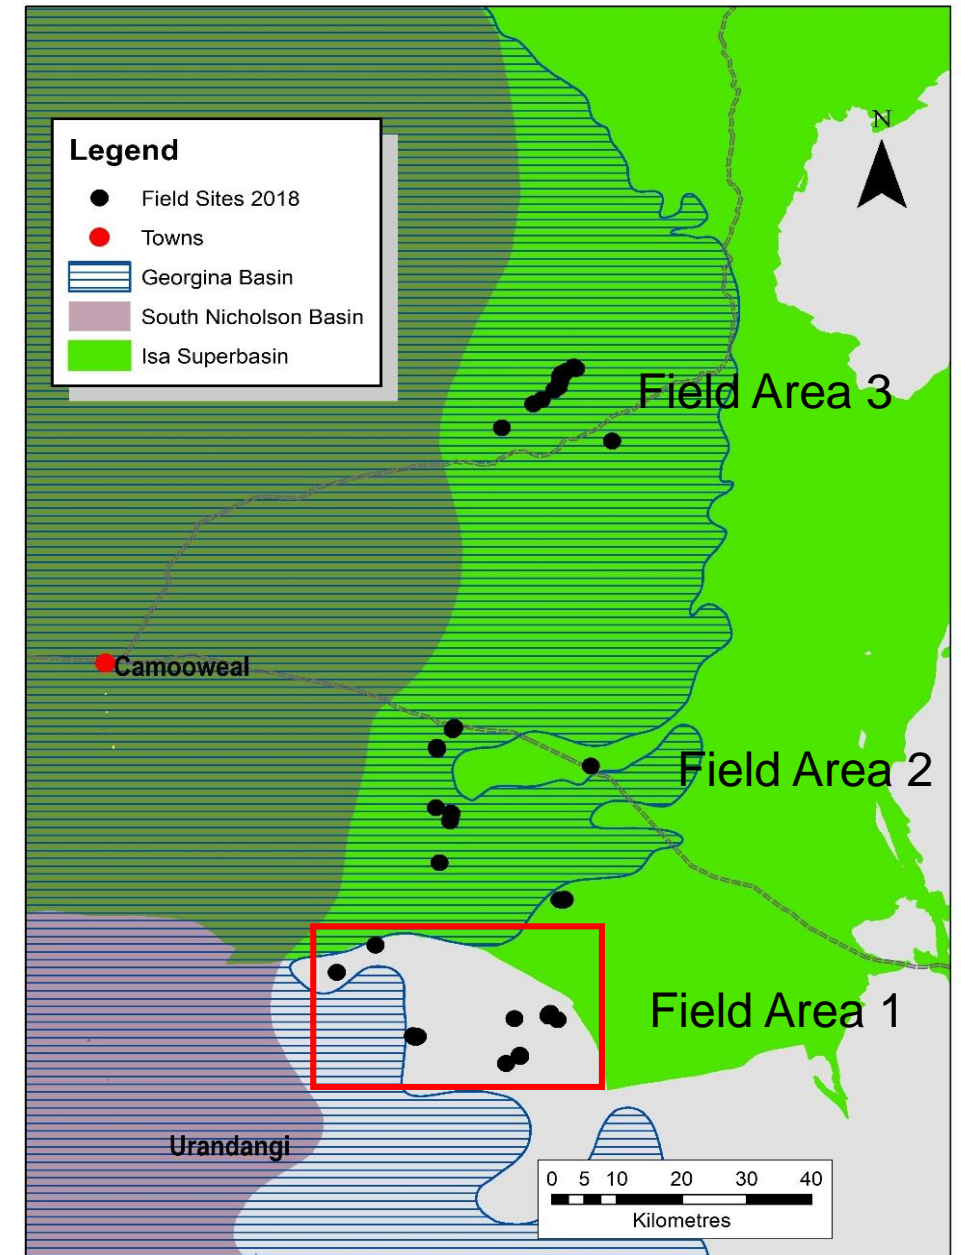 N
Legend
Field Sites 2018
Towns
Georgina Basin
South Nicholson Basin
Isa Superbasin
Field Area 3
Camooweal
Field Area 2
Field Area 1
Urandangi
0 5 10 20 30 40
Kilometres